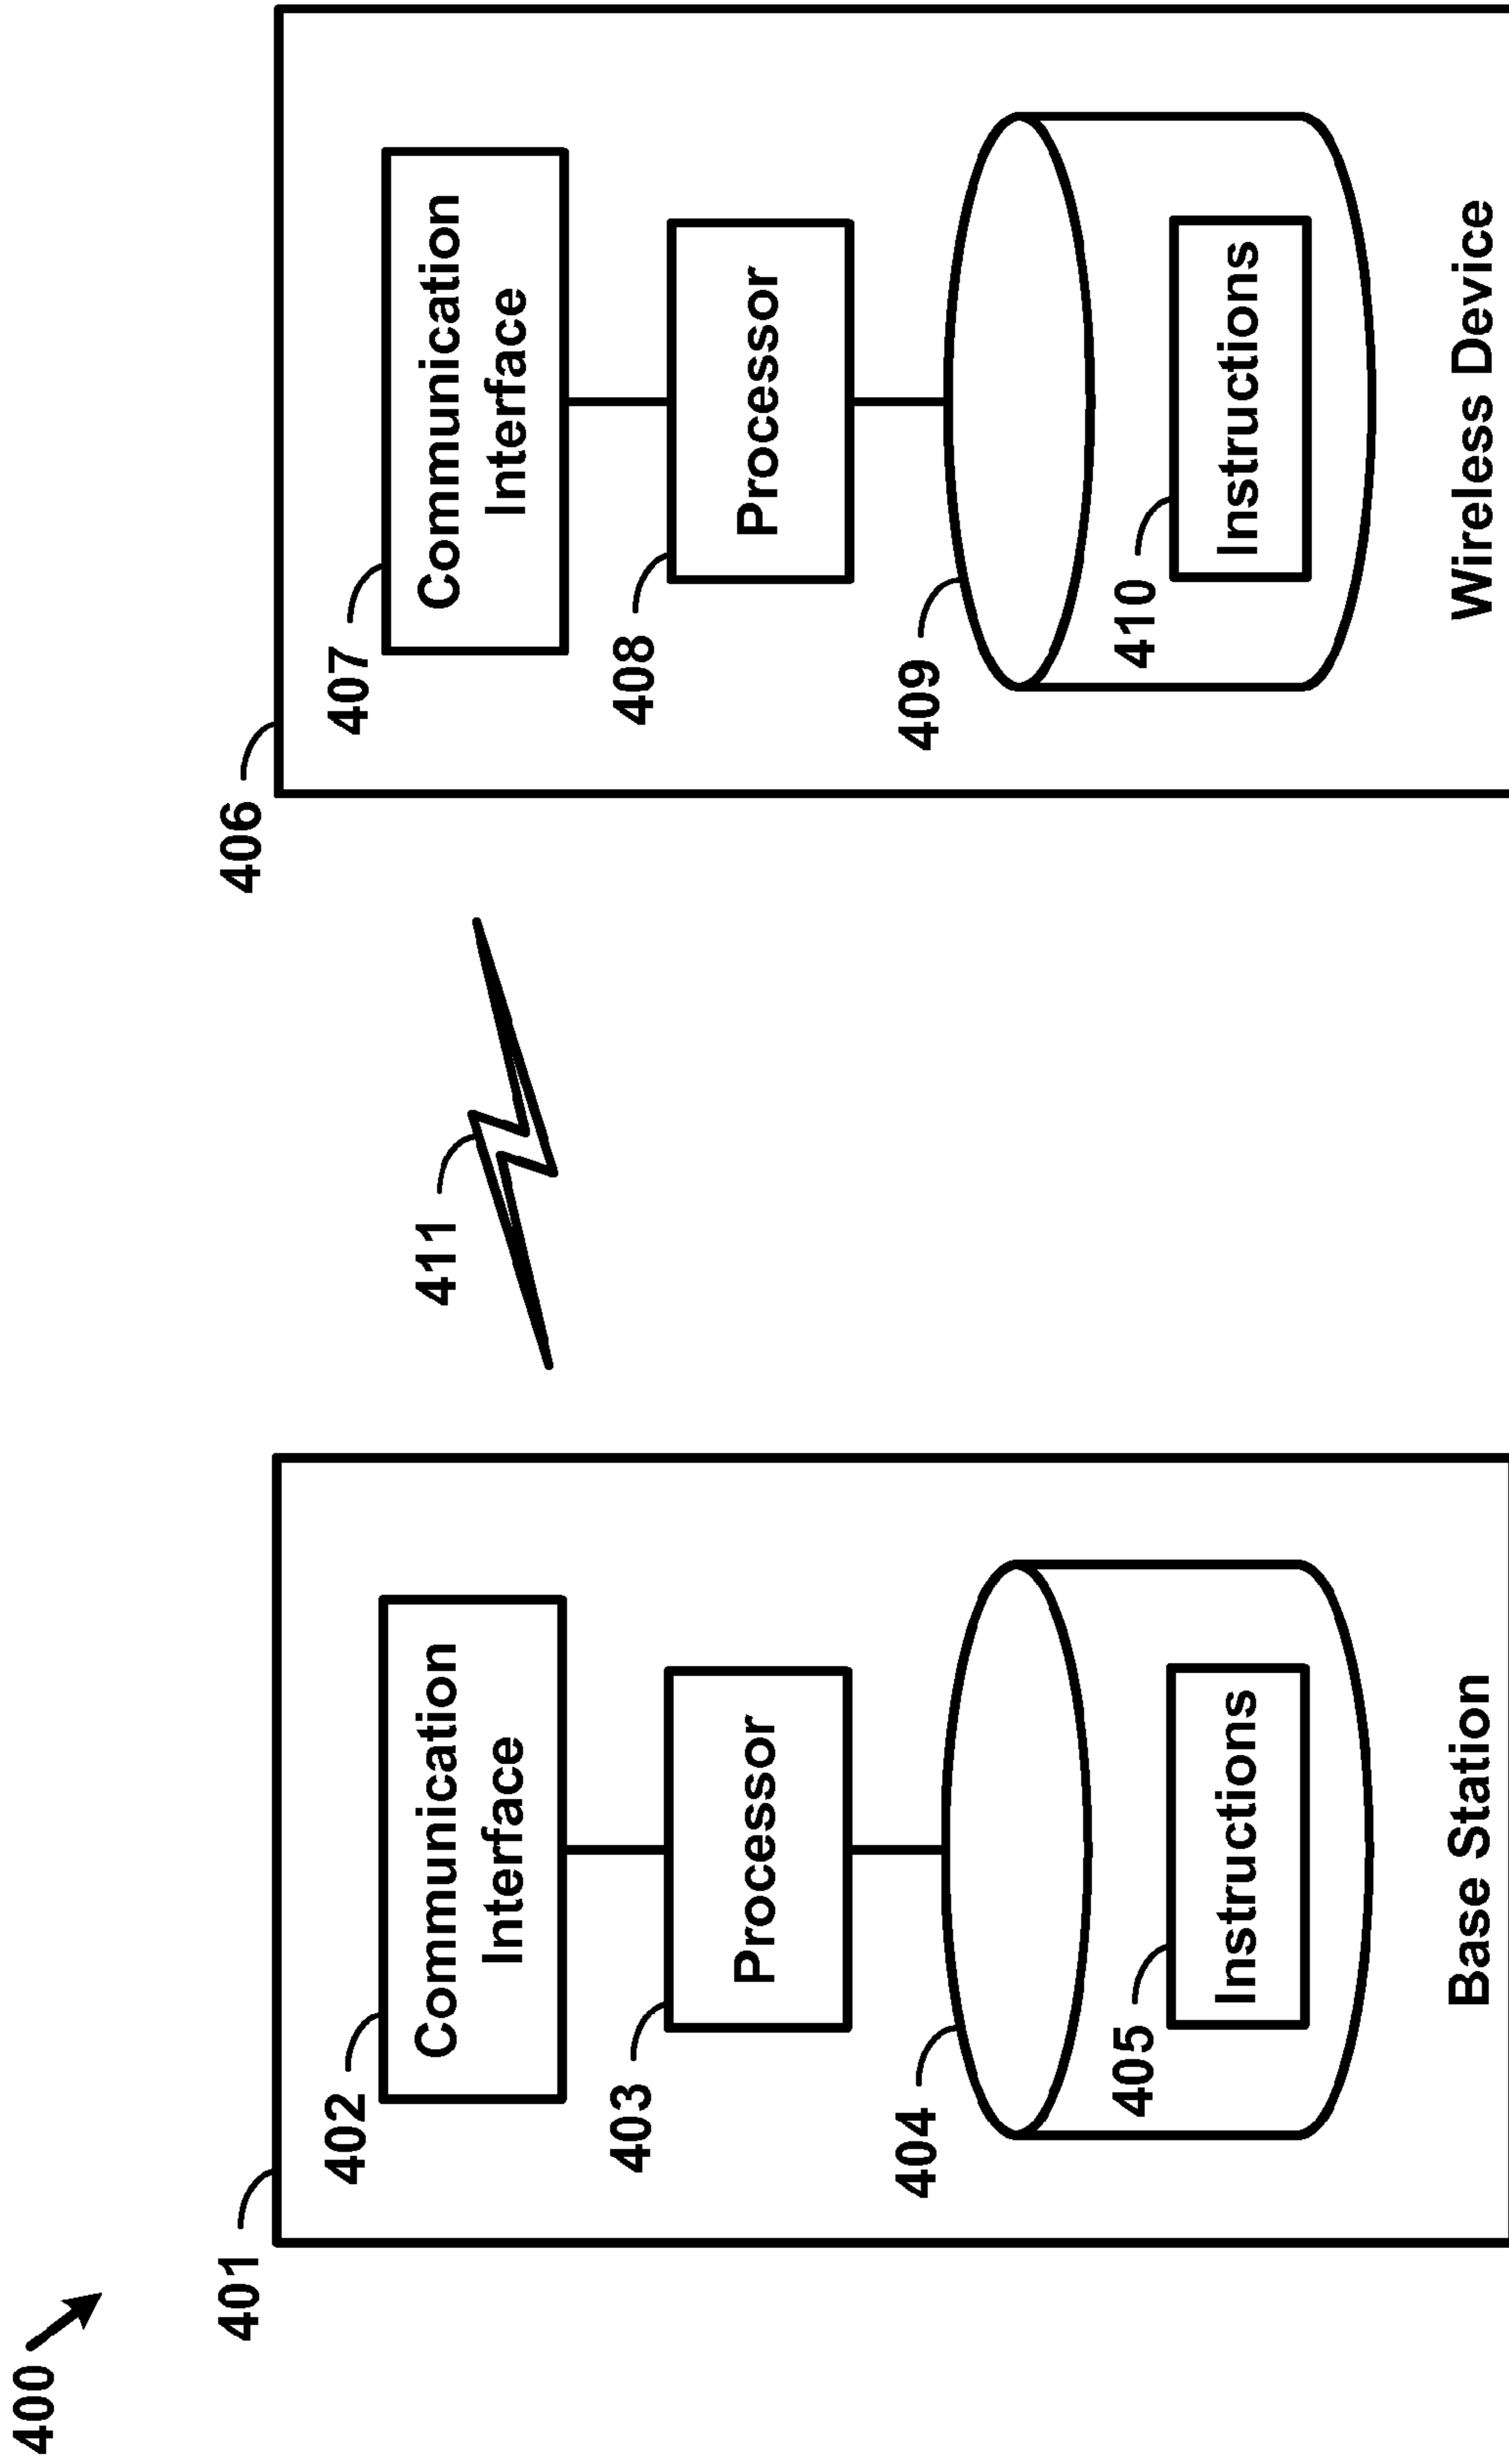 400
401
402
Communication
Interface
403
Processor
404
405
Instructions
Base Station
411
406
407
Communication
Interface
408
Processor
409
410
Instructions
Wireless Device